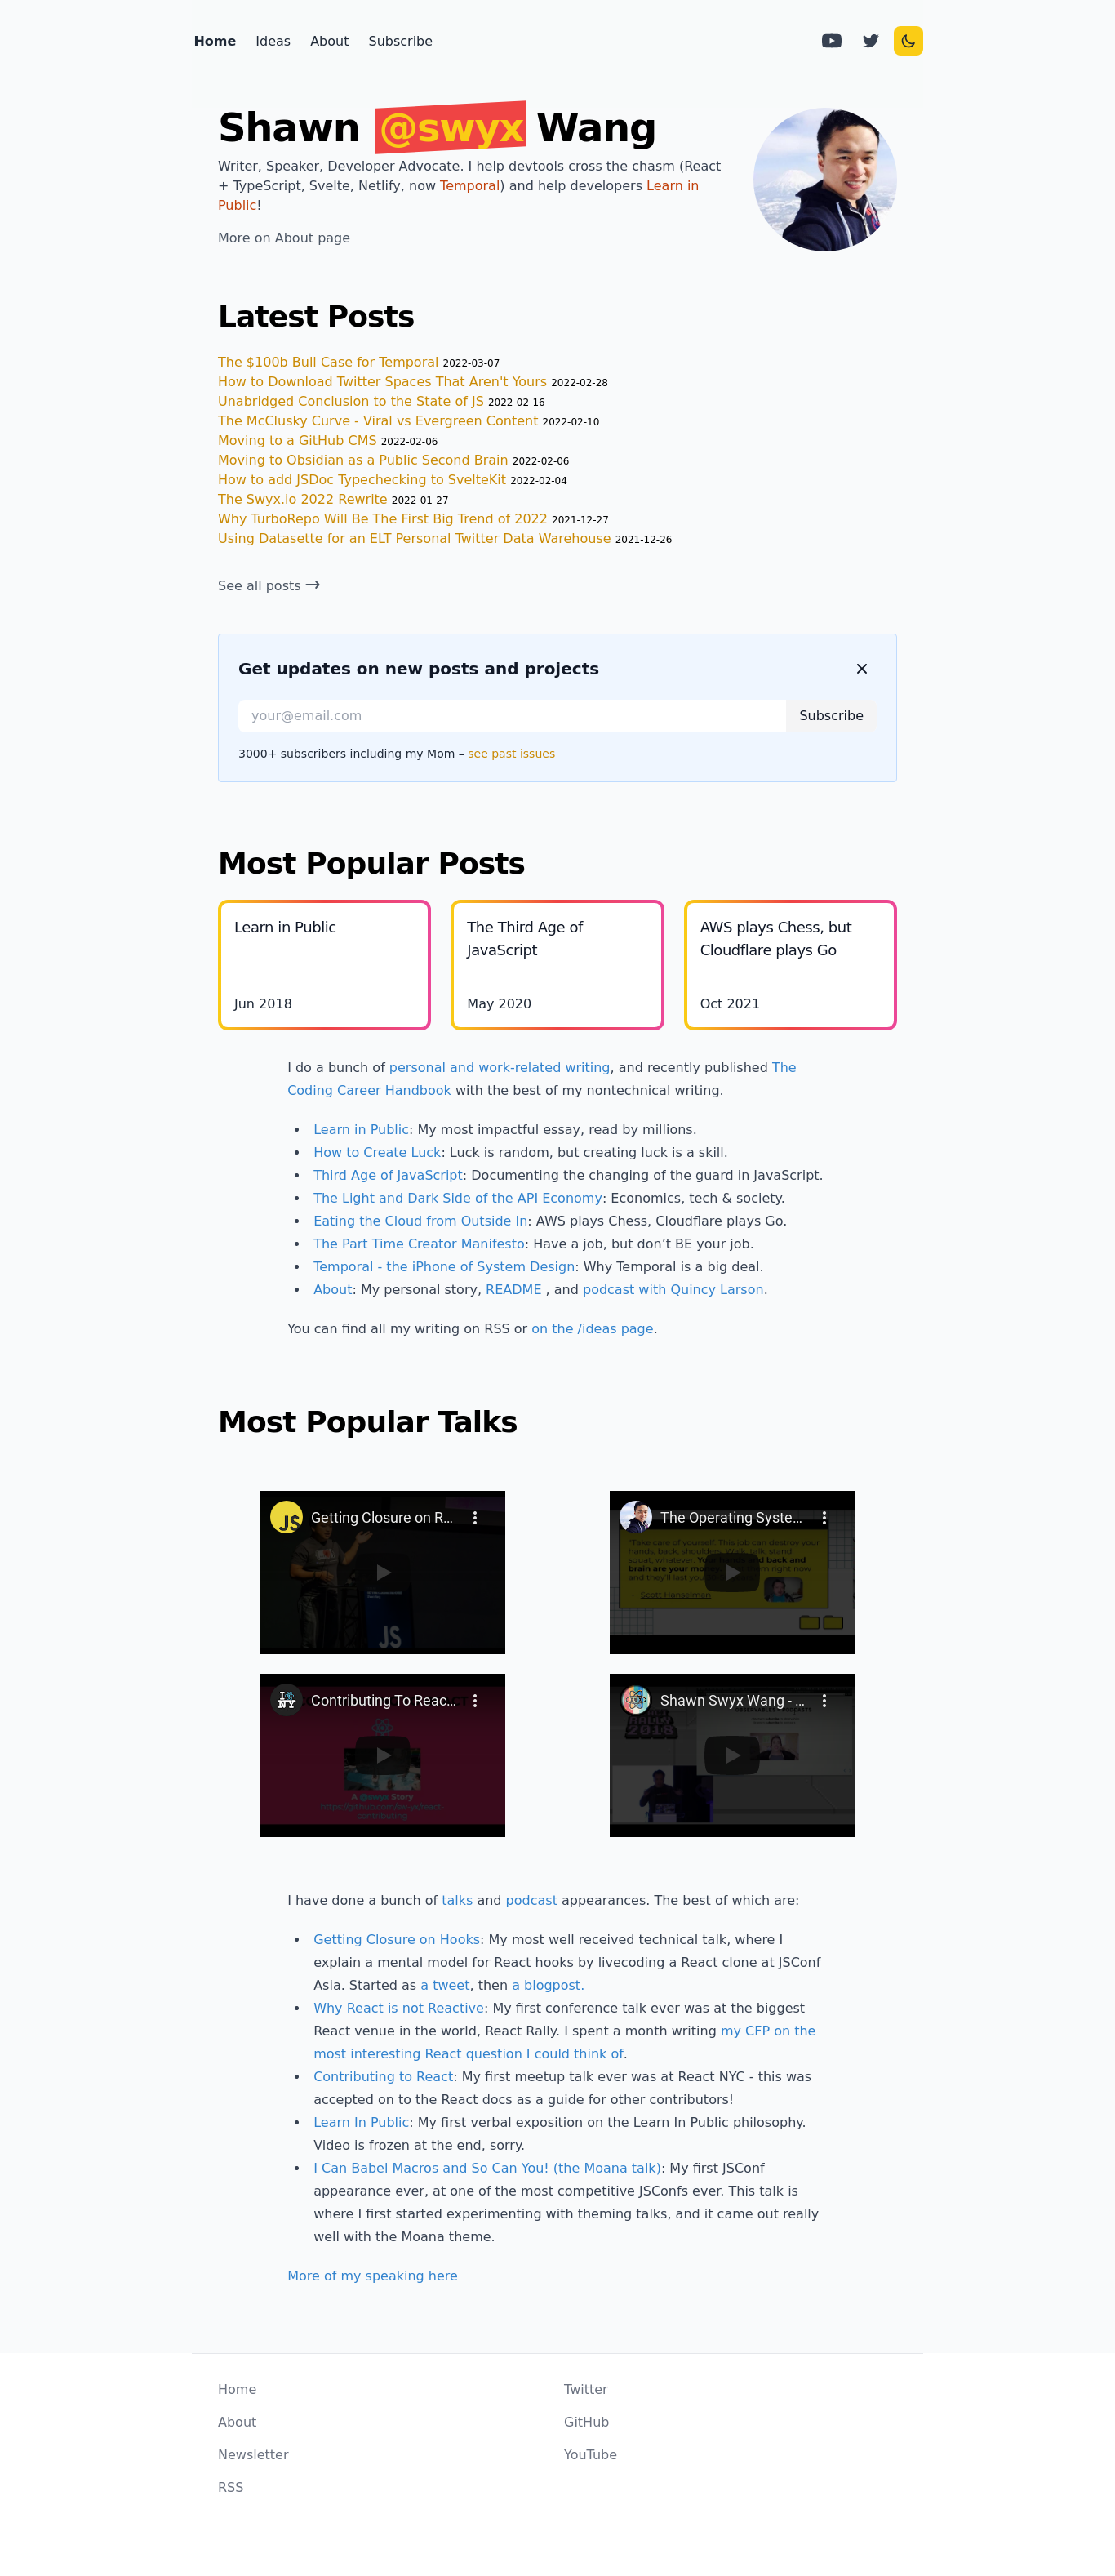 Home Ideas About Subscribe
Shawn @swyx Wang
Writer, Speaker, Developer Advocate. I help devtools cross the chasm (React
+ TypeScript, Svelte, Netlify, now Temporal) and help developers Learn in
Public!
More on About page
Latest Posts
The $100b Bull Case for Temporal 2022-03-07
How to Download Twitter Spaces That Aren't Yours 2022-02-28
Unabridged Conclusion to the State of JS 2022-02-16
The McClusky Curve - Viral vs Evergreen Content 2022-02-10
Moving to a GitHub CMS 2022-02-06
Moving to Obsidian as a Public Second Brain 2022-02-06
How to add JSDoc Typechecking to SvelteKit 2022-02-04
The Swyx.io 2022 Rewrite 2022-01-27
Why TurboRepo Will Be The First Big Trend of 2022 2021-12-27
Using Datasette for an ELT Personal Twitter Data Warehouse 2021-12-26
See all posts →
Get updates on new posts and projects
your@email.com Subscribe
3000+ subscribers including my Mom – see past issues
Most Popular Posts
Learn in Public
Jun 2018
The Third Age of
JavaScript
May 2020
AWS plays Chess, but
Cloudflare plays Go
Oct 2021
I do a bunch of personal and work-related writing, and recently published The
Coding Career Handbook with the best of my nontechnical writing.
• Learn in Public: My most impactful essay, read by millions.
• How to Create Luck: Luck is random, but creating luck is a skill.
• Third Age of JavaScript: Documenting the changing of the guard in JavaScript.
• The Light and Dark Side of the API Economy: Economics, tech & society.
• Eating the Cloud from Outside In: AWS plays Chess, Cloudflare plays Go.
• The Part Time Creator Manifesto: Have a job, but don’t BE your job.
• Temporal - the iPhone of System Design: Why Temporal is a big deal.
• About: My personal story, README , and podcast with Quincy Larson.
You can find all my writing on RSS or on the /ideas page.
Most Popular Talks
JS
Getting Closure on R...
JS
The Operating Syste...
"Take care of yourself. This job can destroy your
hands, back, shoulders. Walk, talk, stand,
squat, whatever.
Scott Hanselman
Contributing To Reac...
A @swyx Story
Shawn Swyx Wang - ...
I have done a bunch of talks and podcast appearances. The best of which are:
• Getting Closure on Hooks: My most well received technical talk, where I
explain a mental model for React hooks by livecoding a React clone at JSConf
Asia. Started as a tweet, then a blogpost.
• Why React is not Reactive: My first conference talk ever was at the biggest
React venue in the world, React Rally. I spent a month writing my CFP on the
most interesting React question I could think of.
• Contributing to React: My first meetup talk ever was at React NYC - this was
accepted on to the React docs as a guide for other contributors!
• Learn In Public: My first verbal exposition on the Learn In Public philosophy.
Video is frozen at the end, sorry.
• I Can Babel Macros and So Can You! (the Moana talk): My first JSConf
appearance ever, at one of the most competitive JSConfs ever. This talk is
where I first started experimenting with theming talks, and it came out really
well with the Moana theme.
More of my speaking here
Home
About
Newsletter
RSS
Twitter
GitHub
YouTube